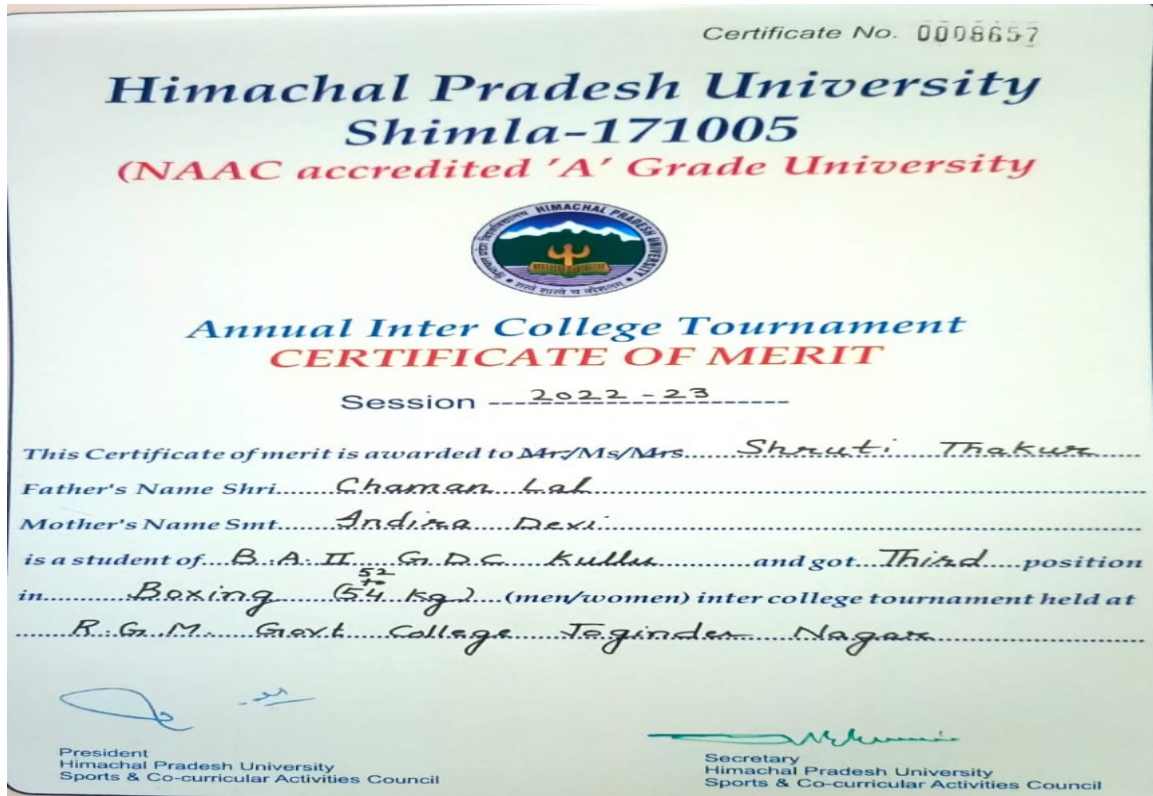 Certificate No. 0008657
Himachal Pradesh University
Shimla-171005
(NAAC accredited 'A' Grade University
HIMACHAL PRADESH UNIVERSITY
Annual Inter College Tournament
CERTIFICATE OF MERIT
Session 2022-23
This Certificate of merit is awarded to Mr/Ms/Mrs Shruti Thakur
Father's Name Shri Chaman Lal
Mother's Name Smt Indira Devi
is a student of B.A. II G.D.C Kullu and got Third position
in Boxing (52 to 54 kg) (men/women) inter college tournament held at
R.G.M. Govt College Joginder Nagar
President
Himachal Pradesh University
Sports & Co-curricular Activities Council
Secretary
Himachal Pradesh University
Sports & Co-curricular Activities Council